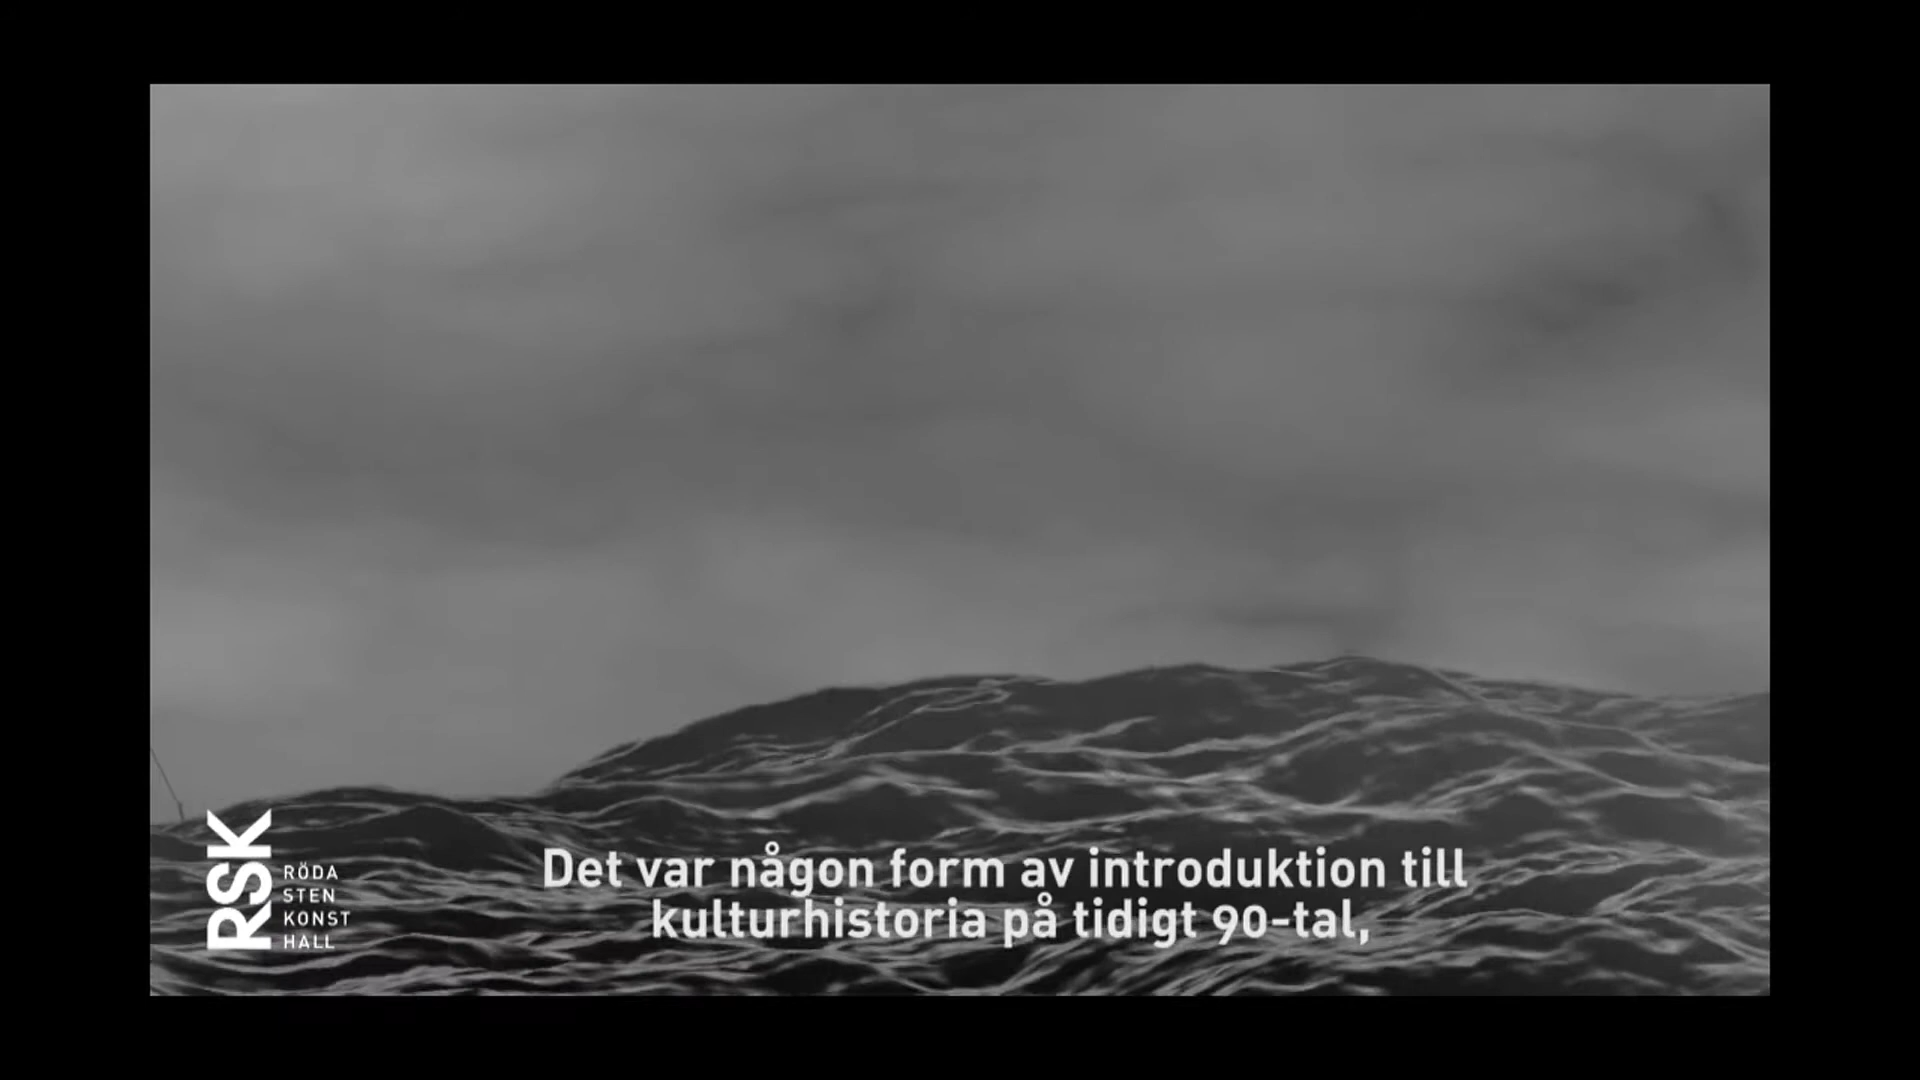 RSK
RÖDA
STEN
KONST
HALL
Det var någon form av introduktion till
kulturhistoria på tidigt 90-tal,